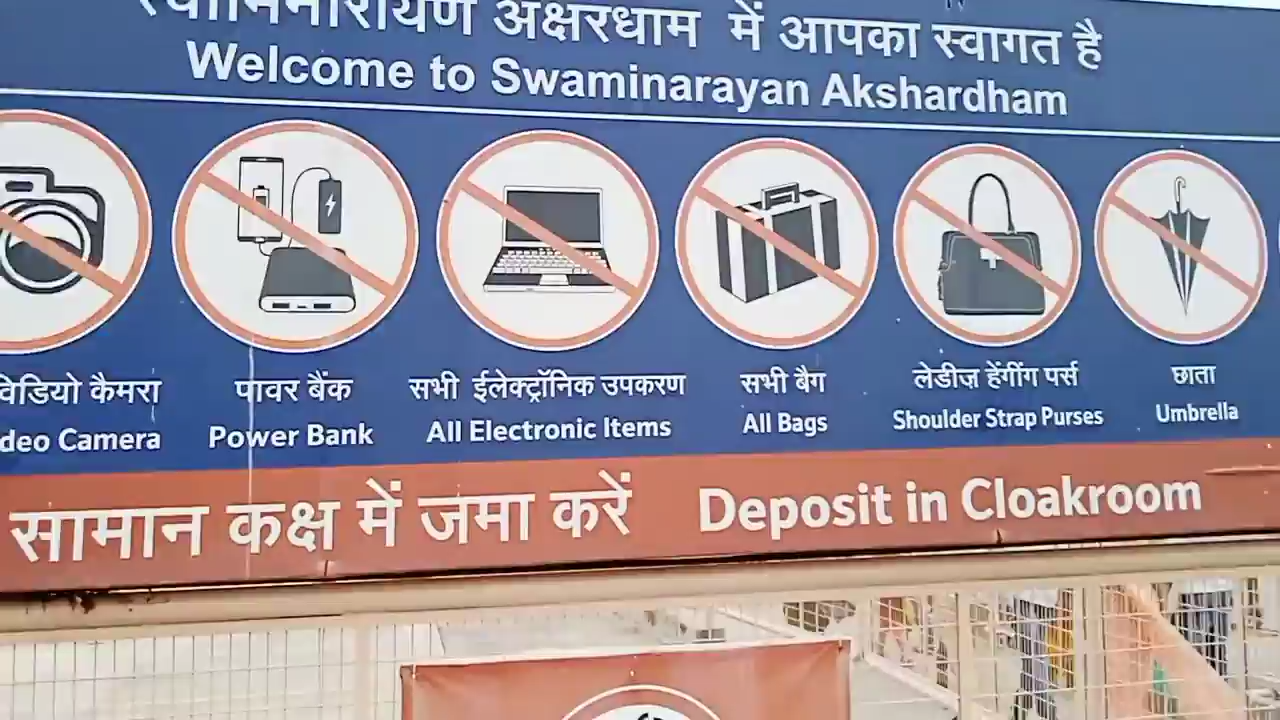 स्वामिनारायण अक्षरधाम में आपका स्वागत है
Welcome to Swaminarayan Akshardham
विडियो कैमरा
deo Camera
पावर बैंक
Power Bank
सभी ईलेक्ट्रॉनिक उपकरण
All Electronic Items
सभी बैग
All Bags
लेडीज़ हेंगींग पर्स
Shoulder Strap Purses
छाता
Umbrella
सामान कक्ष में जमा करें Deposit in Cloakroom